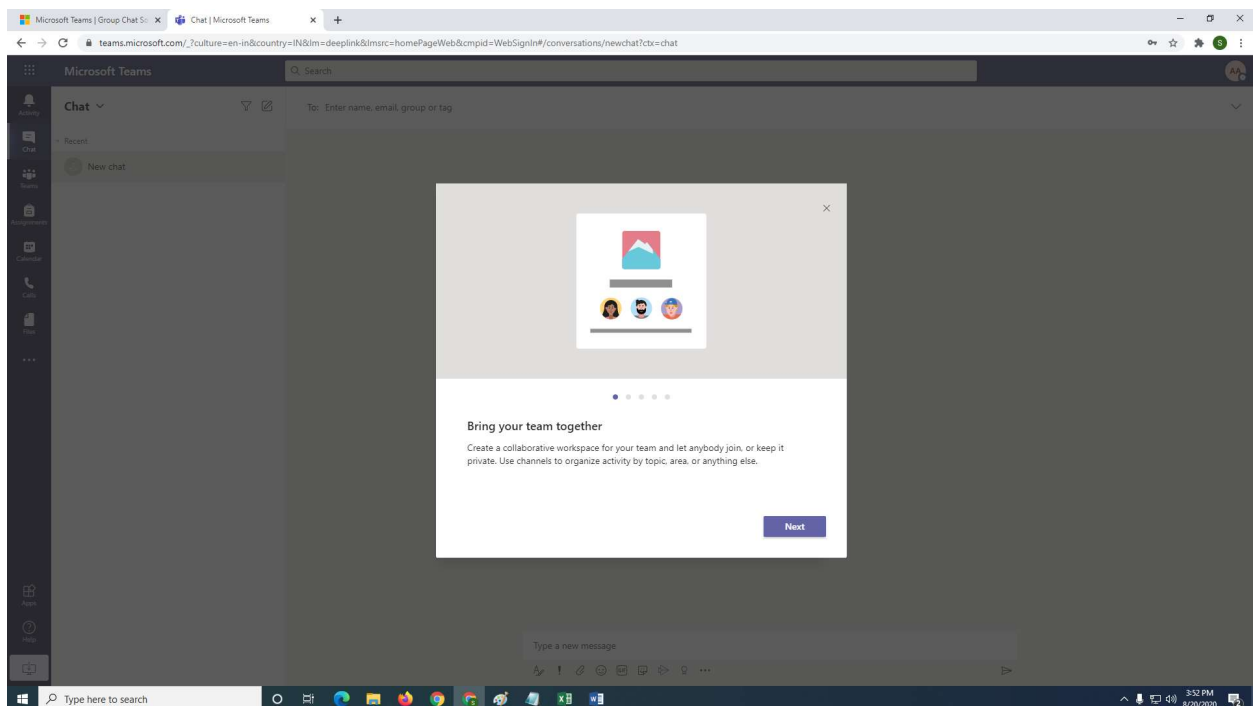 Microsoft Teams | Group Chat So
Chat | Microsoft Teams
teams.microsoft.com/_?culture=en-in&country=IN&lm=deeplink&lmsrc=homePageWeb&cmpid=WebSignIn#/conversations/newchat?ctx=chat
S
Microsoft Teams
Search
AA
Activity
Chat
Teams
Assignments
Calendar
Calls
Files
Chat
Recent
New chat
To: Enter name, email, group or tag
Bring your team together
Create a collaborative workspace for your team and let anybody join, or keep it
private. Use channels to organize activity by topic, area, or anything else.
Next
Apps
Help
Type a new message
Type here to search
3:52 PM
8/20/2020